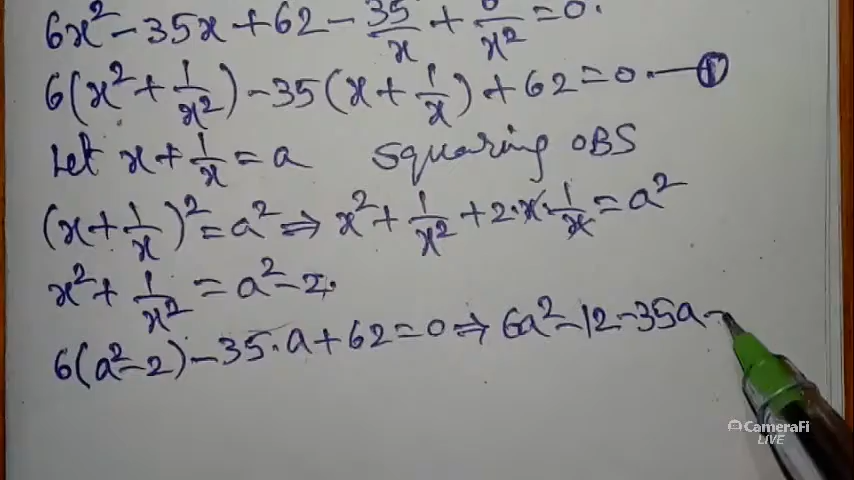 6x² - 35x + 62 - 35/x + 6/x² = 0.
6(x² + 1/x²) - 35(x + 1/x) + 62 = 0. — ①
Let x + 1/x = a Squaring OBS
(x + 1/x)² = a² ⇒ x² + 1/x² + 2·x·1/x = a²
x² + 1/x² = a² - 2.
6(a² - 2) - 35·a + 62 = 0 ⇒ 6a² - 12 - 35a -
CameraFi
LIVE